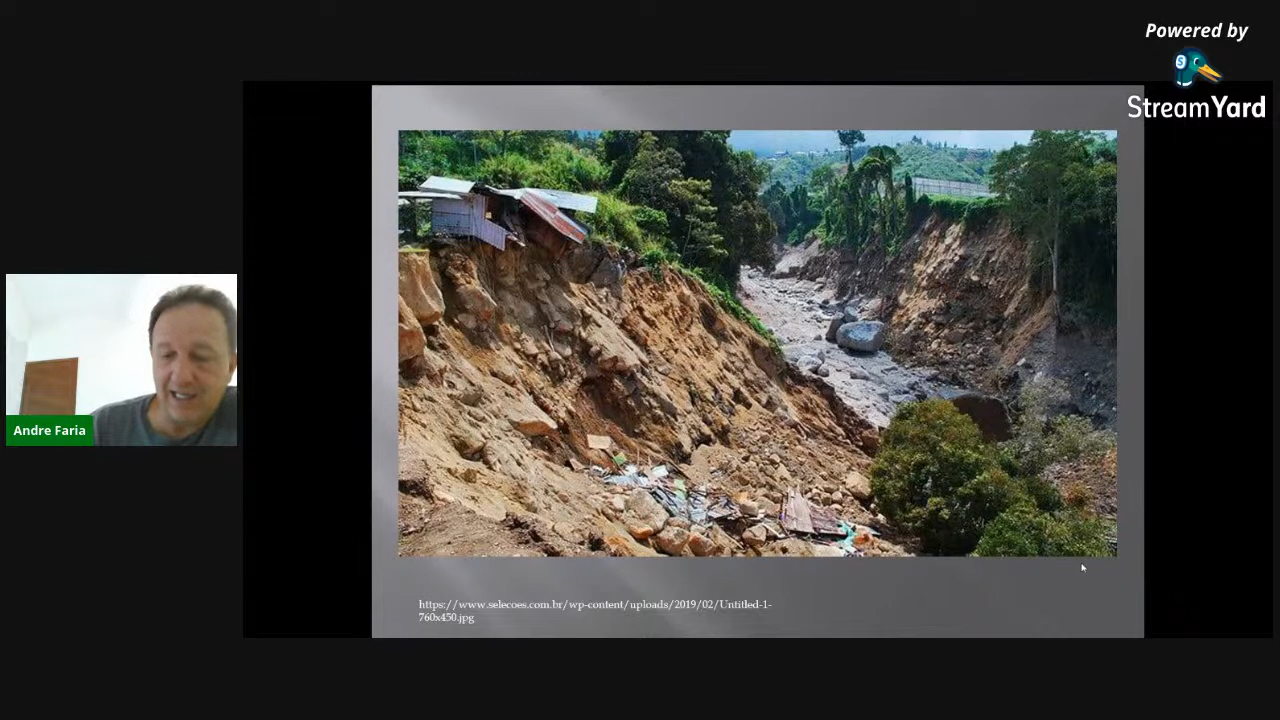 Powered by
StreamYard
Andre Faria
https://www.selecoes.com.br/wp-content/uploads/2019/02/Untitled-1-
760x450.jpg